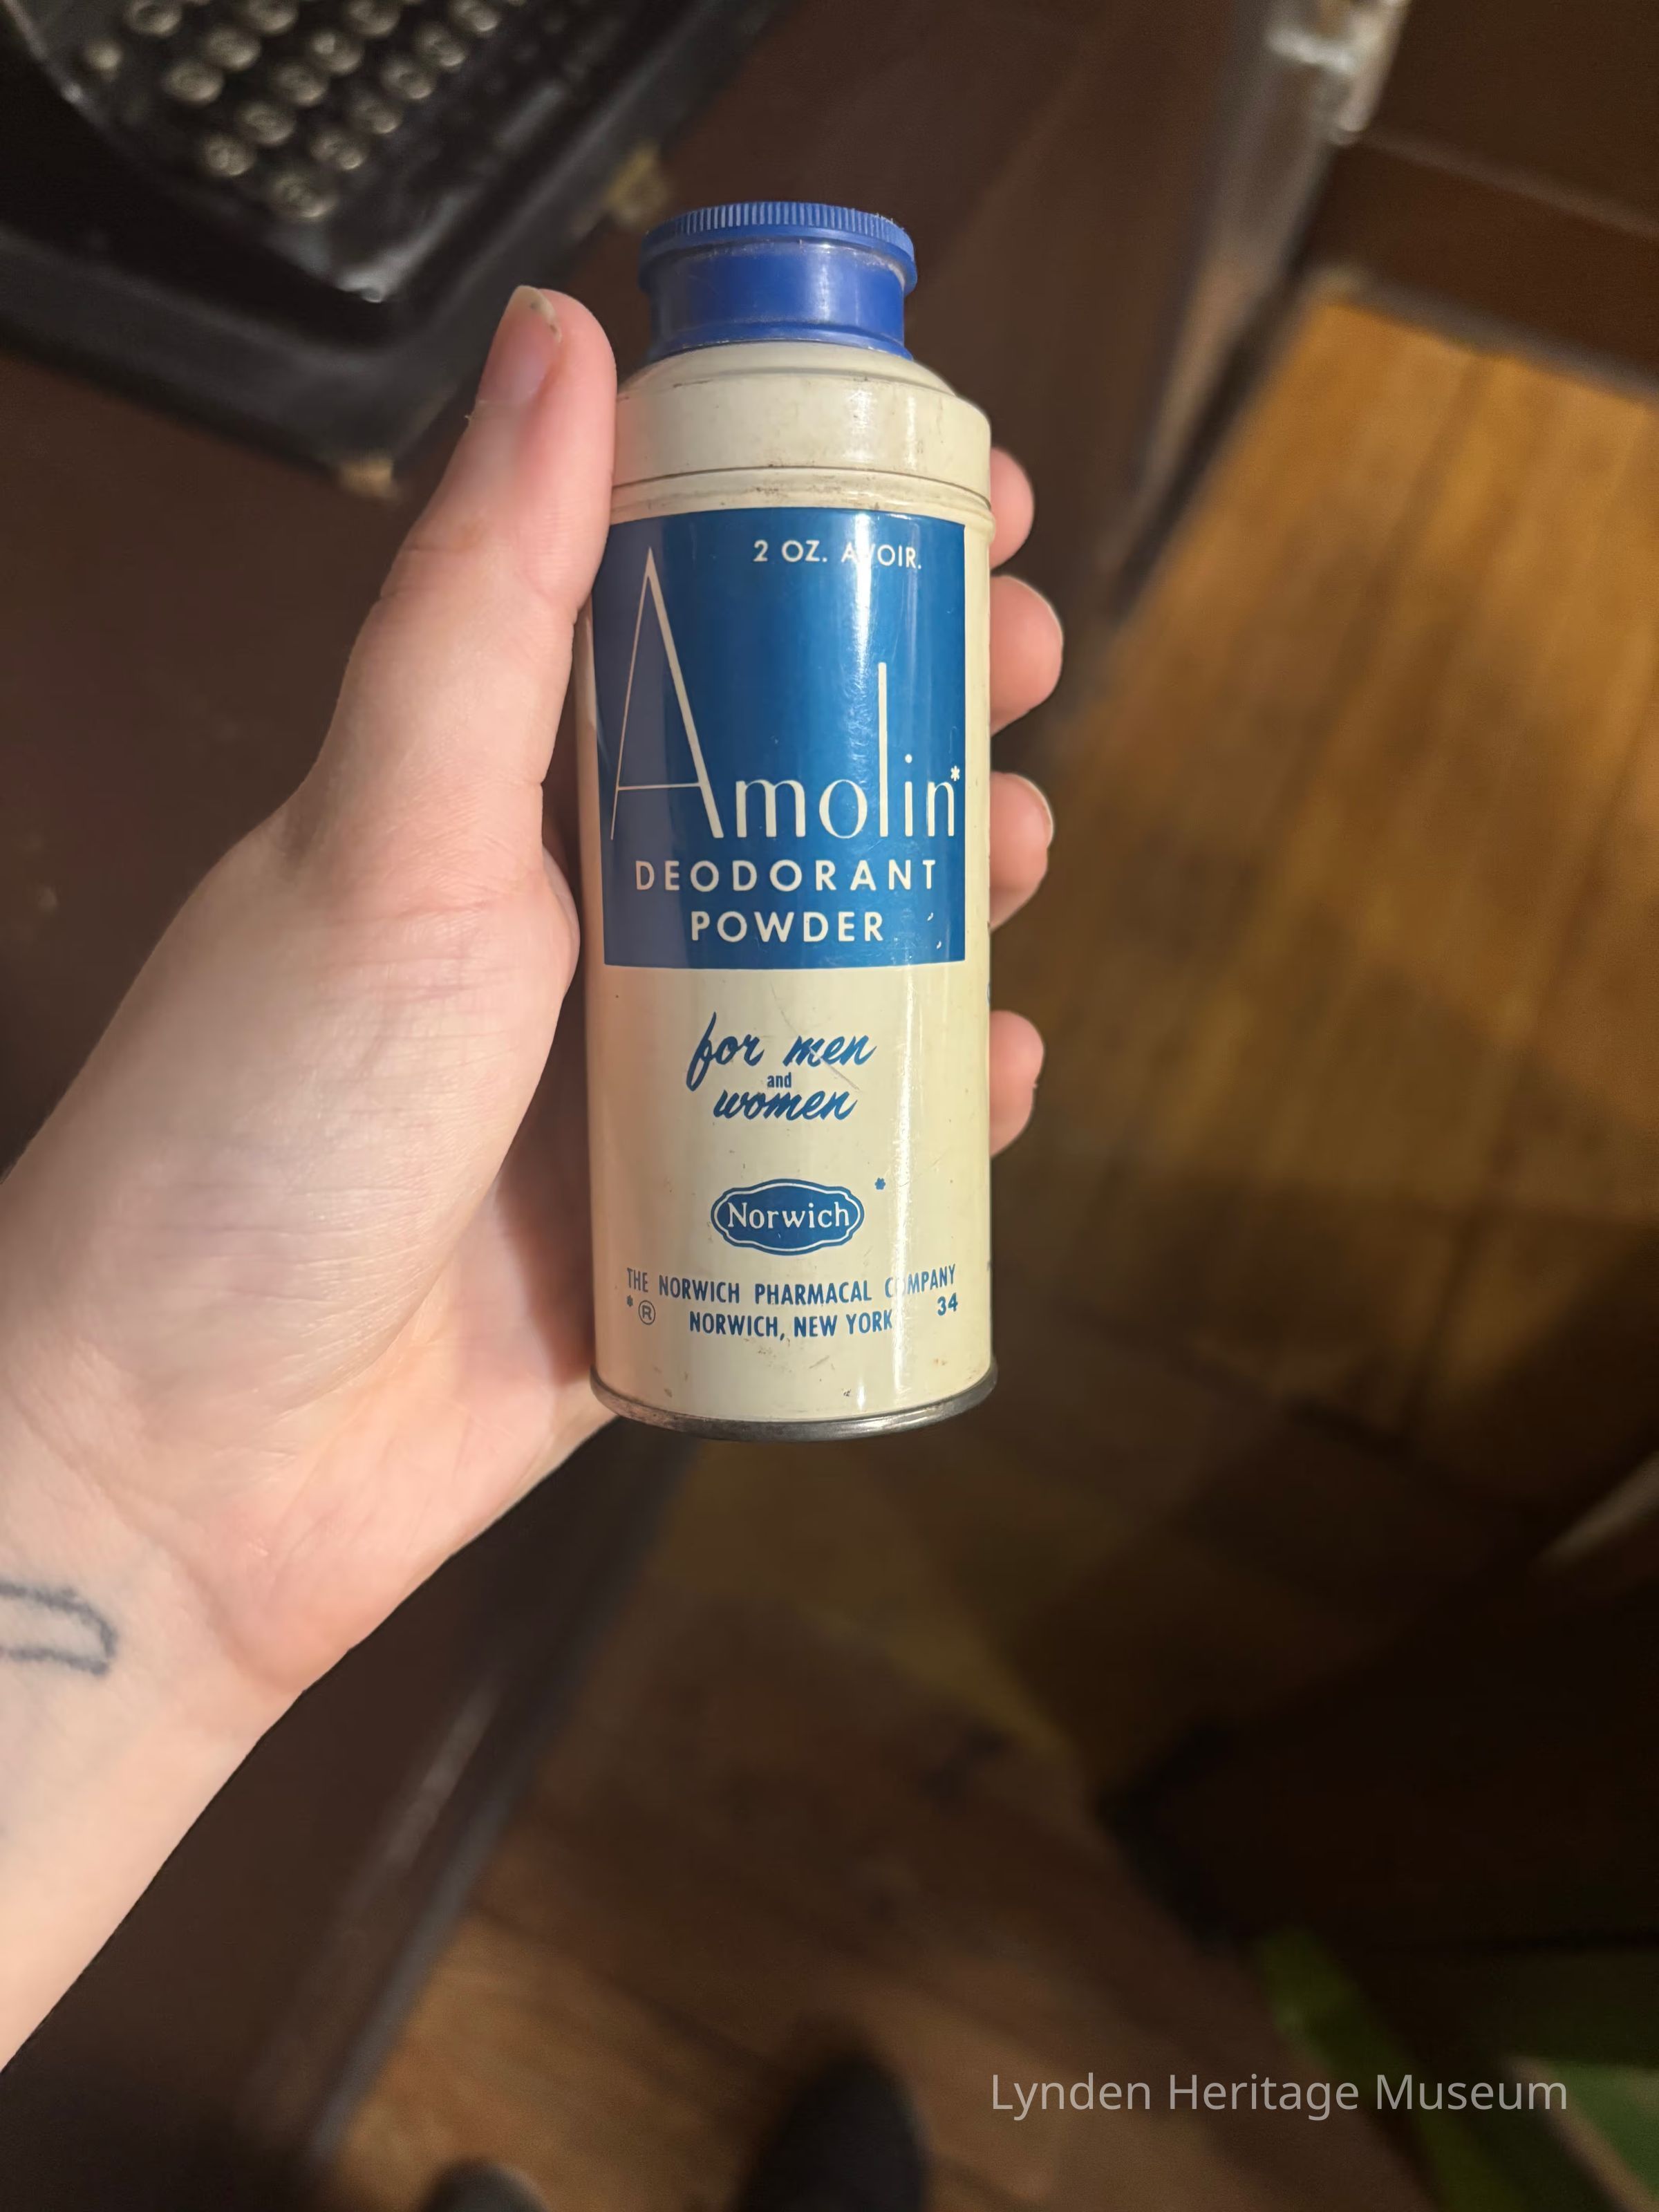 2 OZ. AVOIR.
Amolin*
DEODORANT
POWDER
for men
and
women
Norwich *
THE NORWICH PHARMACAL COMPANY
* ® NORWICH, NEW YORK 34
Lynden Heritage Museum